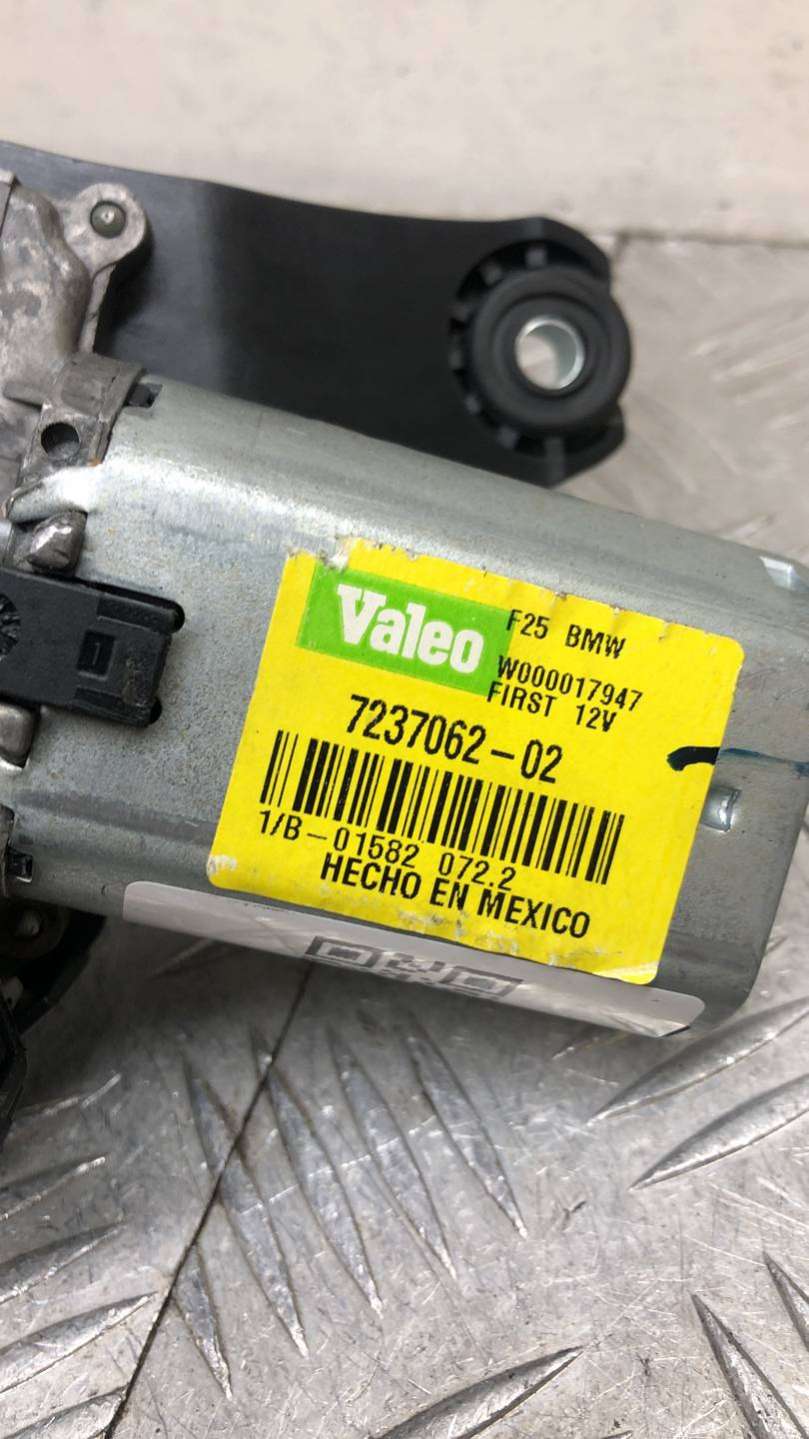 Valeo
F25 BMW
W000017947
FIRST 12V
7237062-02
1/B-01582 072.2
HECHO EN MEXICO